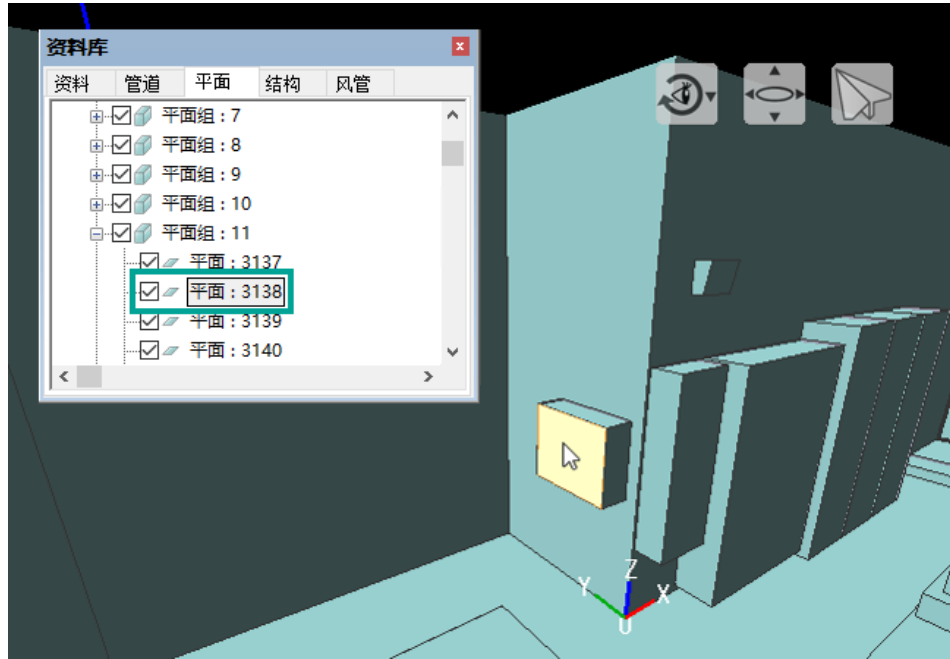 资料库
资料 管道 平面 结构 风管
平面组 : 7
平面组 : 8
平面组 : 9
平面组 : 10
平面组 : 11
平面 : 3137
平面 : 3138
平面 : 3139
平面 : 3140
Z
Y X
U